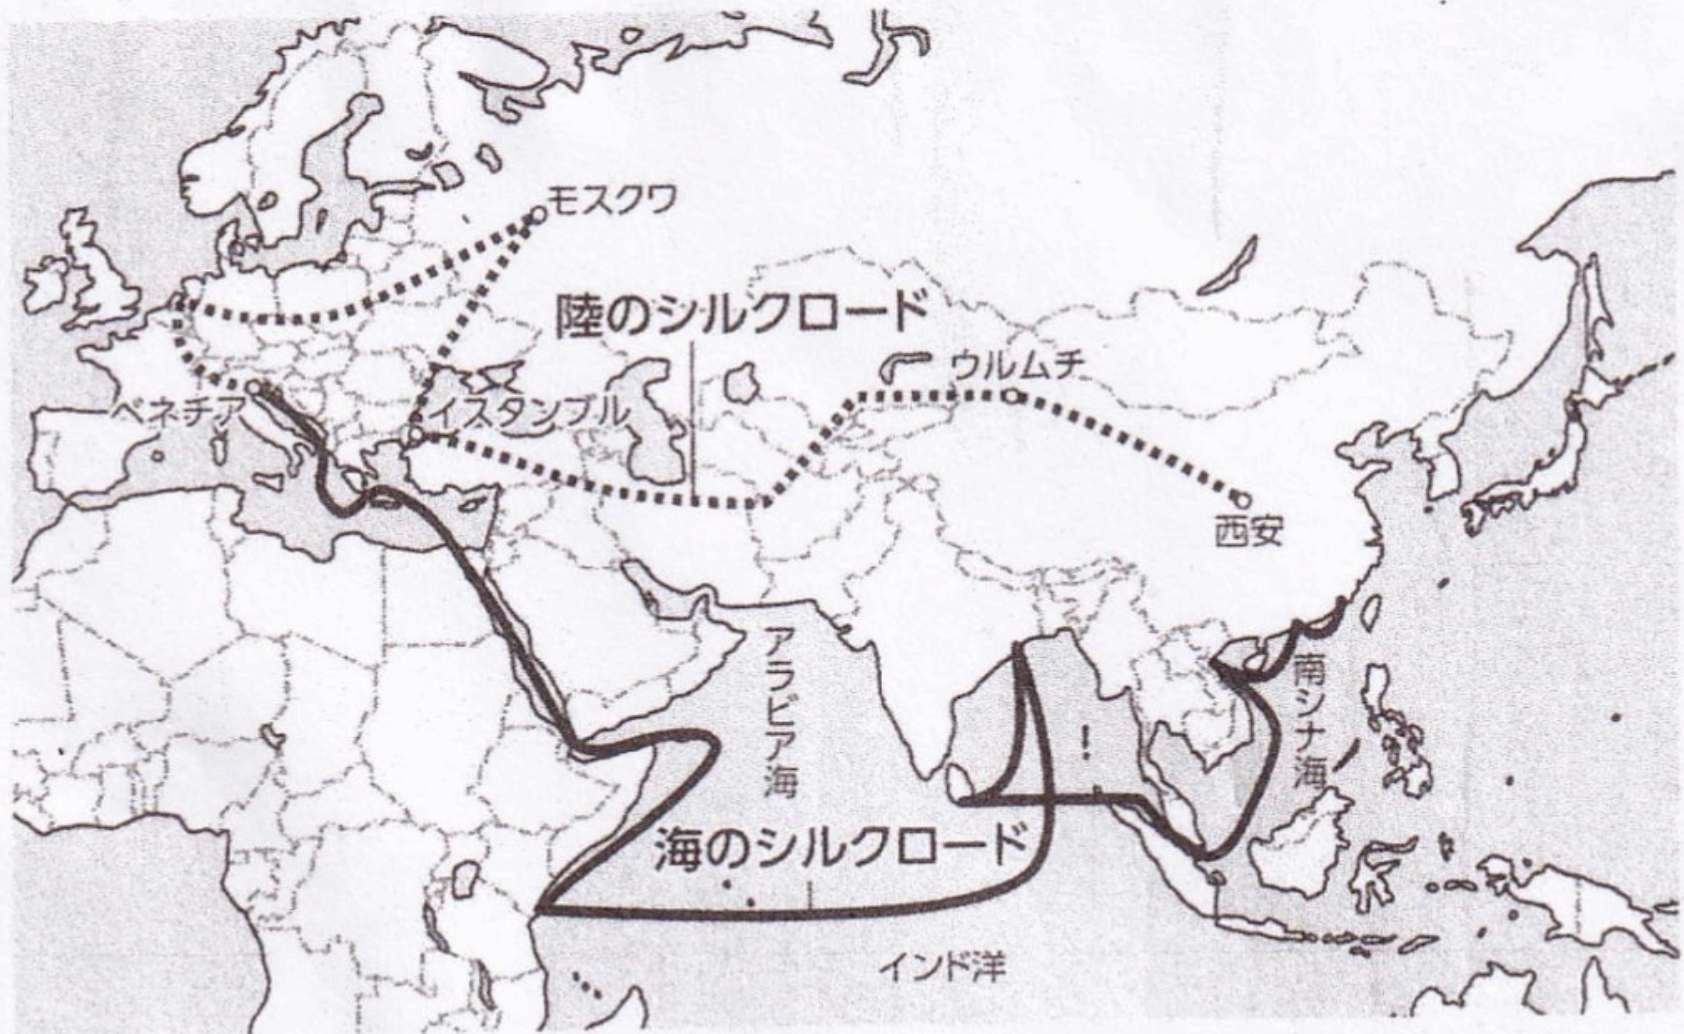 モスクワ
陸のシルクロード
ウルムチ
ベネチア
イスタンブル
西安
アラビア海
南シナ海
海のシルクロード
インド洋